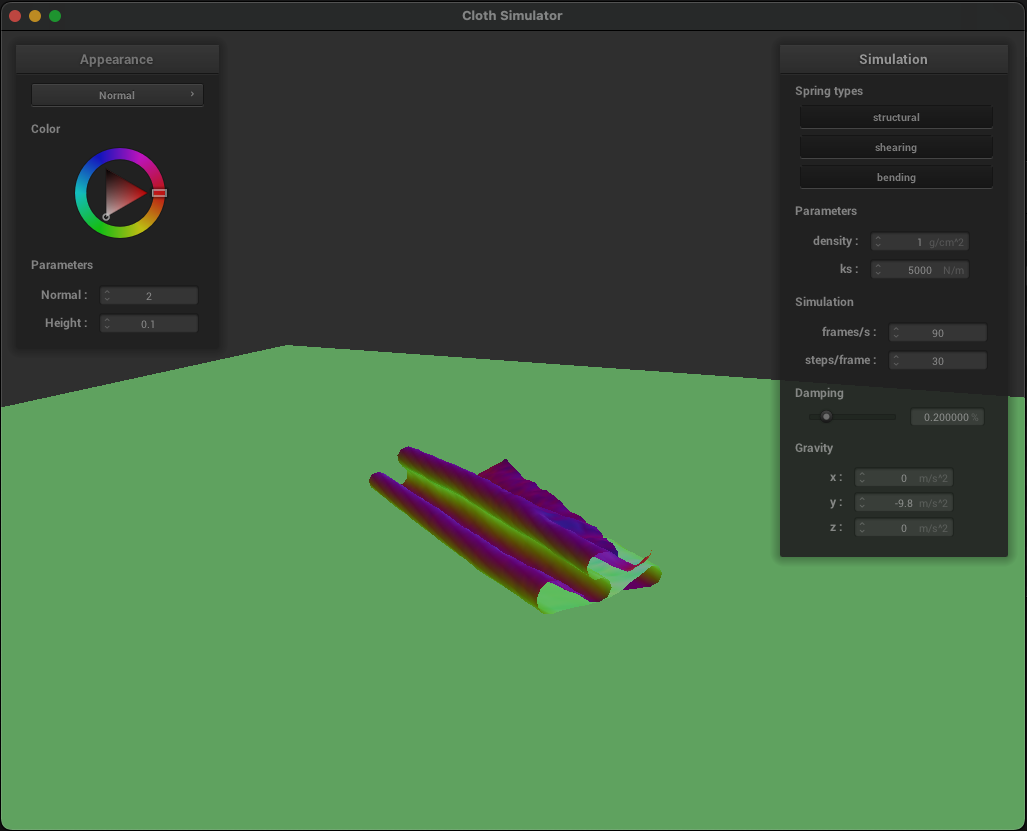 Cloth Simulator
Appearance
Normal
Color
Parameters
Normal : 2
Height : 0.1
Simulation
Spring types
structural
shearing
bending
Parameters
density : 1 g/cm^2
ks : 5000 N/m
Simulation
frames/s : 90
steps/frame : 30
Damping
0.200000 %
Gravity
x : 0 m/s^2
y : -9.8 m/s^2
z : 0 m/s^2